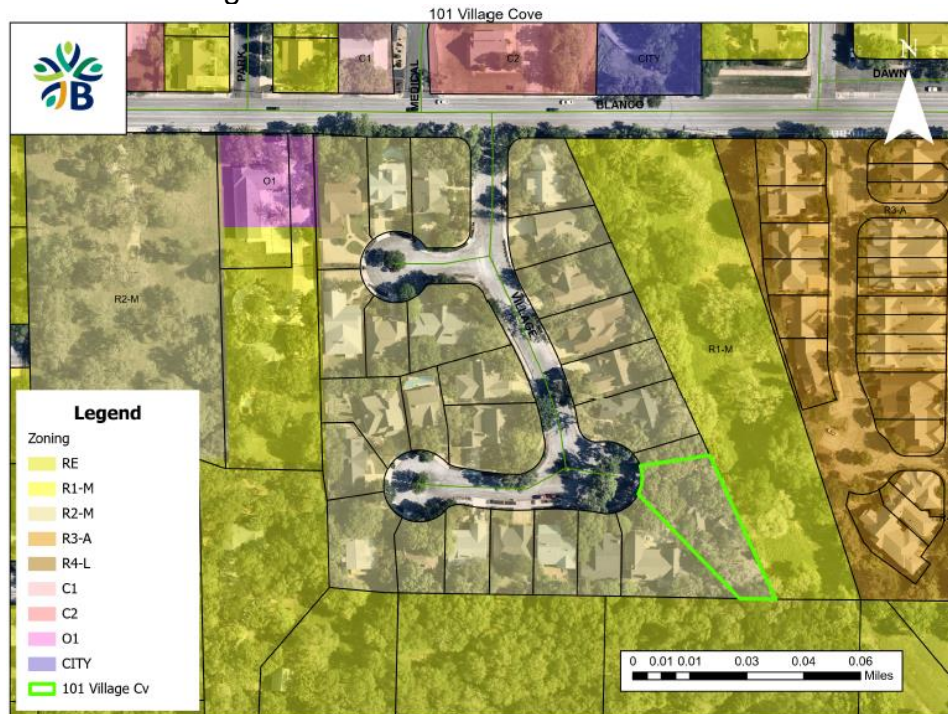 101 Village Cove
PARK
C1
MEDICAL
C2
CITY
N
DAWN
BLANCO
B
O1
R3-A
R2-M
VILLAGE
R1-M
Legend
Zoning
RE
R1-M
R2-M
R3-A
R4-L
C1
C2
O1
CITY
101 Village Cv
0 0.01 0.01 0.03 0.04 0.06
Miles